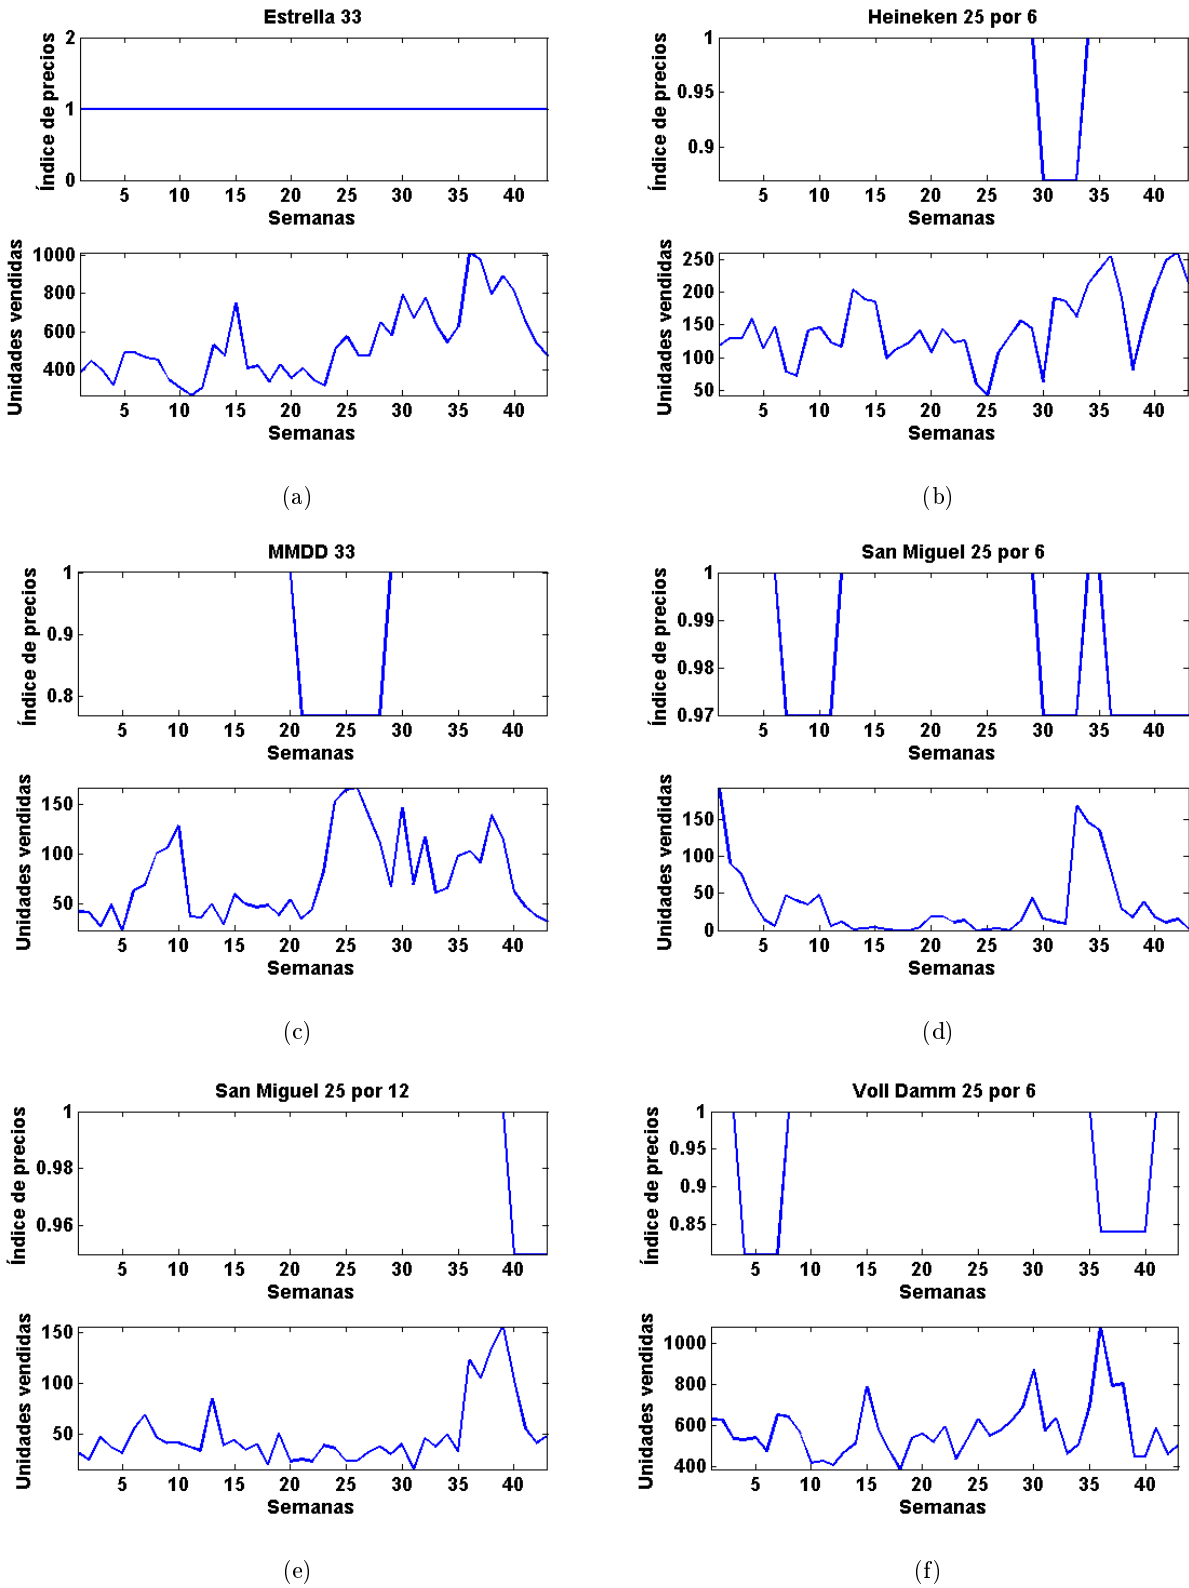 Estrella 33
Índice de precios
2
1
0
5 10 15 20 25 30 35 40
Semanas
Unidades vendidas
1000
800
600
400
5 10 15 20 25 30 35 40
Semanas
(a)
Heineken 25 por 6
Índice de precios
1
0.95
0.9
5 10 15 20 25 30 35 40
Semanas
Unidades vendidas
250
200
150
100
50
5 10 15 20 25 30 35 40
Semanas
(b)
MMDD 33
Índice de precios
1
0.9
0.8
5 10 15 20 25 30 35 40
Semanas
Unidades vendidas
150
100
50
5 10 15 20 25 30 35 40
Semanas
(c)
San Miguel 25 por 6
Índice de precios
1
0.99
0.98
0.97
5 10 15 20 25 30 35 40
Semanas
Unidades vendidas
150
100
50
0
5 10 15 20 25 30 35 40
Semanas
(d)
San Miguel 25 por 12
Índice de precios
1
0.98
0.96
5 10 15 20 25 30 35 40
Semanas
Unidades vendidas
150
100
50
5 10 15 20 25 30 35 40
Semanas
(e)
Voll Damm 25 por 6
Índice de precios
1
0.95
0.9
0.85
5 10 15 20 25 30 35 40
Semanas
Unidades vendidas
1000
800
600
400
5 10 15 20 25 30 35 40
Semanas
(f)